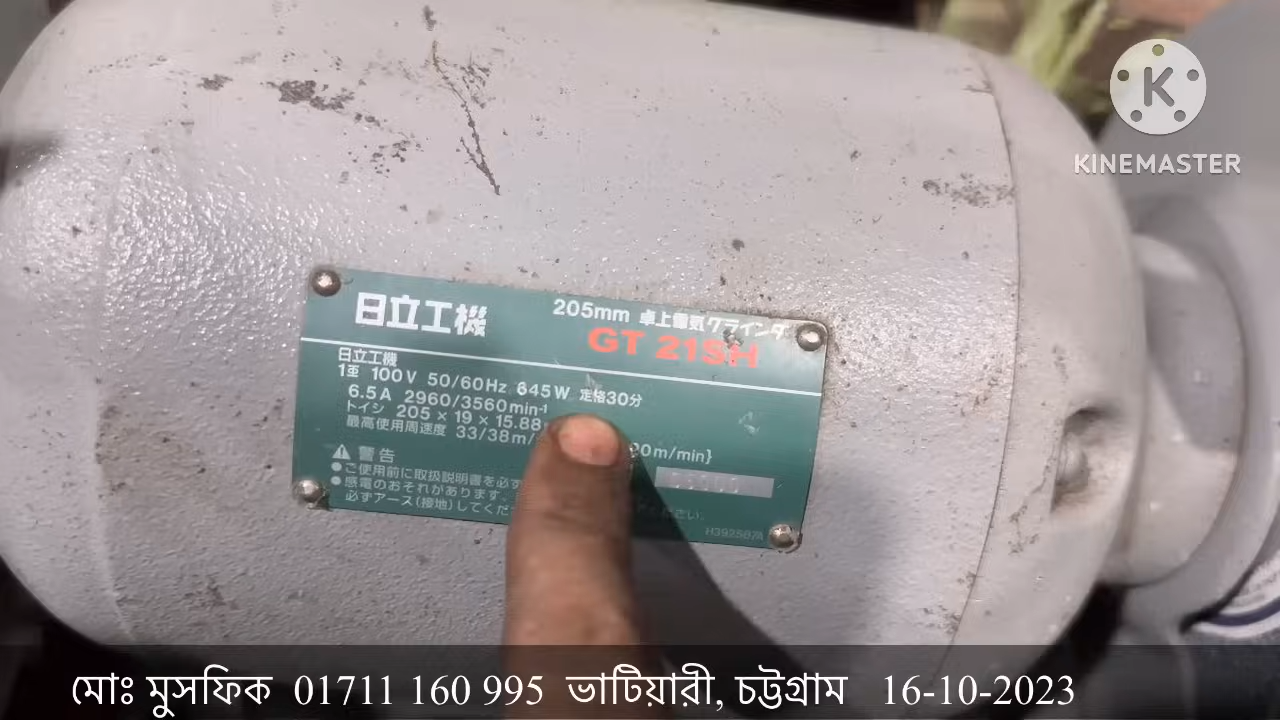 KINEMASTER
日立工機
205mm 卓上電気グラインダ
GT 21SH
日立工機
100V 50/60Hz 845W 定格30分
6.5A 2960/3560min-1
トイシ 205×19×15.88
最高使用周速度 33/38m/
m/min}
警告
●ご使用前に取扱説明書を必ず
●感電のおそれがあります。
必ずアース(接地)してくだ
ださい。
মোঃ মুসফিক 01711 160 995 ভাটিয়ারী, চট্টগ্রাম 16-10-2023